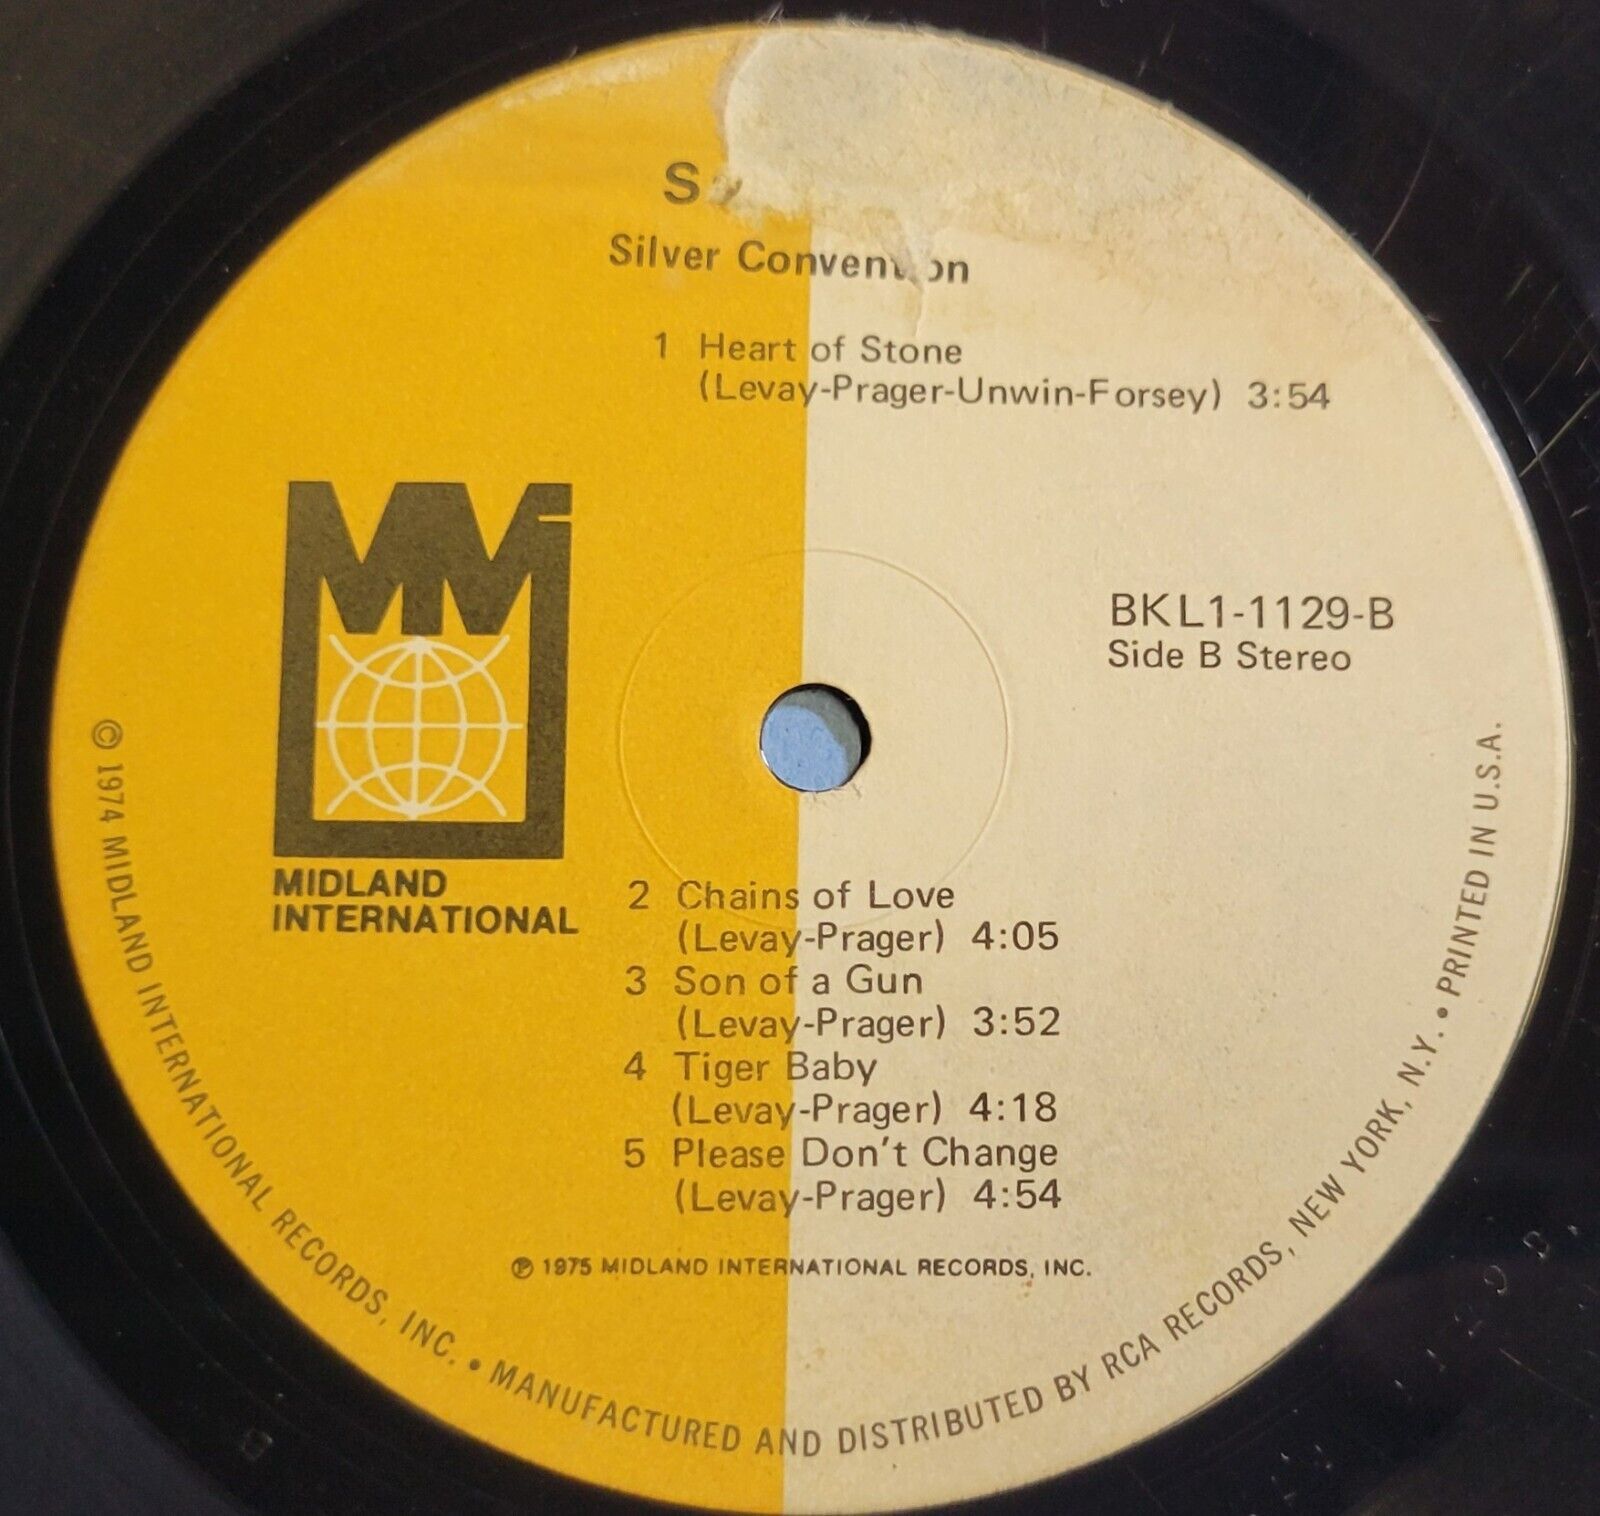 Silver Convention
1 Heart of Stone
(Levay-Prager-Unwin-Forsey) 3:54
BKL1-1129-B
Side B Stereo
MIDLAND
INTERNATIONAL
2 Chains of Love
(Levay-Prager) 4:05
3 Son of a Gun
(Levay-Prager) 3:52
4 Tiger Baby
(Levay-Prager) 4:18
5 Please Don't Change
(Levay-Prager) 4:54
℗ 1975 MIDLAND INTERNATIONAL RECORDS, INC.
© 1974 MIDLAND INTERNATIONAL RECORDS, INC. • MANUFACTURED AND DISTRIBUTED BY RCA RECORDS, NEW YORK, N.Y. • PRINTED IN U.S.A.